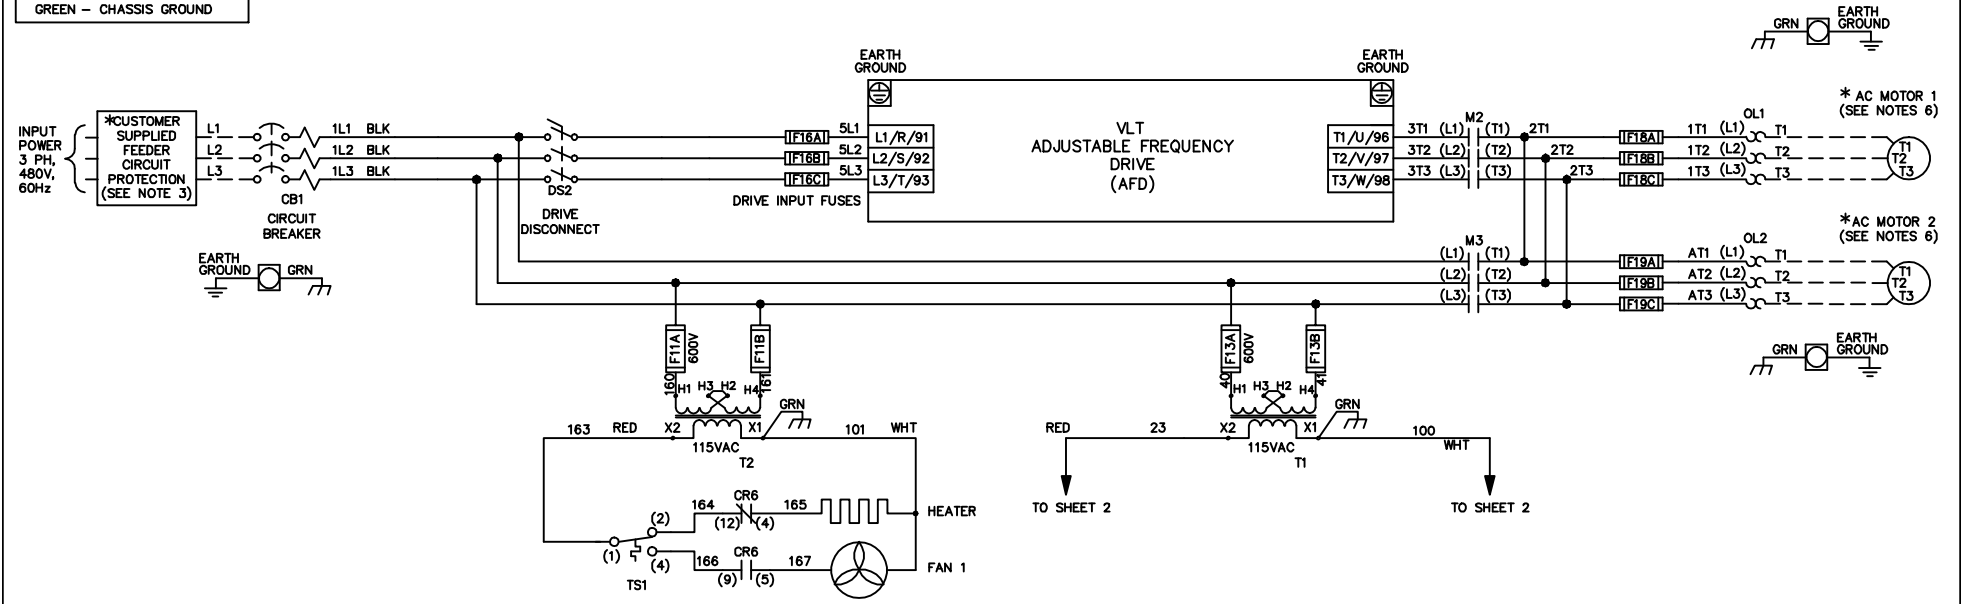 GREEN – CHASSIS GROUND
EARTH
GROUND
GRN
EARTH
GROUND
EARTH
GROUND
INPUT
POWER
3 PH,
480V,
60Hz
*CUSTOMER
SUPPLIED
FEEDER
CIRCUIT
PROTECTION
(SEE NOTE 3)
L1
L2
L3
CB1
CIRCUIT
BREAKER
1L1 BLK
1L2 BLK
1L3 BLK
DS2
DRIVE
DISCONNECT
F16A
F16B
F16C
5L1
5L2
5L3
DRIVE INPUT FUSES
L1/R/91
L2/S/92
L3/T/93
VLT
ADJUSTABLE FREQUENCY
DRIVE
(AFD)
T1/U/96
T2/V/97
T3/W/98
3T1 (L1) M2 (T1) 2T1
3T2 (L2) (T2) 2T2
3T3 (L3) (T3) 2T3
F18A
F18B
F18C
1T1 (L1) OL1 T1
1T2 (L2) T2
1T3 (L3) T3
* AC MOTOR 1
(SEE NOTES 6)
T1
T2
T3
EARTH
GROUND
GRN
(L1) M3 (T1)
(L2) (T2)
(L3) (T3)
F19A
F19B
F19C
AT1 (L1) OL2 T1
AT2 (L2) T2
AT3 (L3) T3
*AC MOTOR 2
(SEE NOTES 6)
T1
T2
T3
GRN
EARTH
GROUND
F11A
600V
F11B
160
161
H1 H3 H2 H4
GRN
163 RED X2 X1 101 WHT
115VAC
T2
F13A
600V
F13B
40
41
H1 H3 H2 H4
GRN
RED 23 X2 X1 100
WHT
115VAC
T1
TO SHEET 2
TO SHEET 2
164 CR6 165
(12) (4)
HEATER
(2)
(1)
(4)
TS1
166 CR6 167
(9) (5)
FAN 1